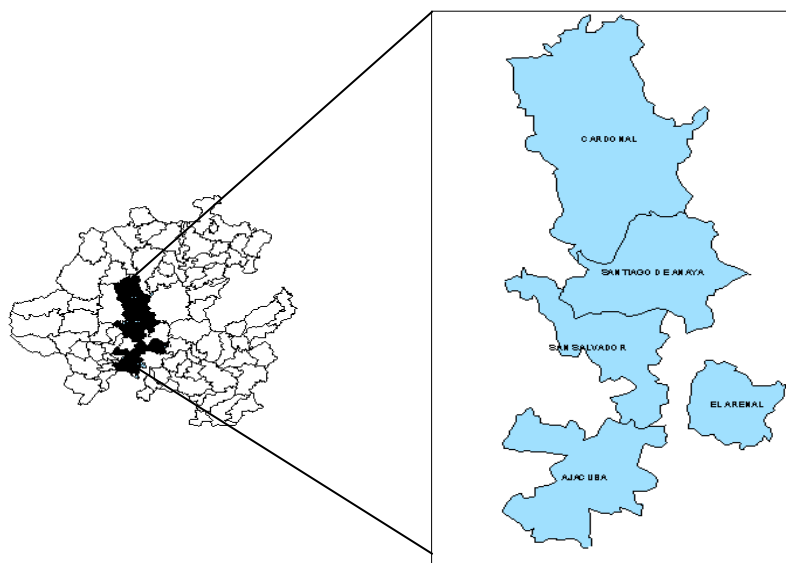 CARDONAL
SANTIAGO DE ANAYA
SAN SALVADOR
EL ARENAL
AJACUBA